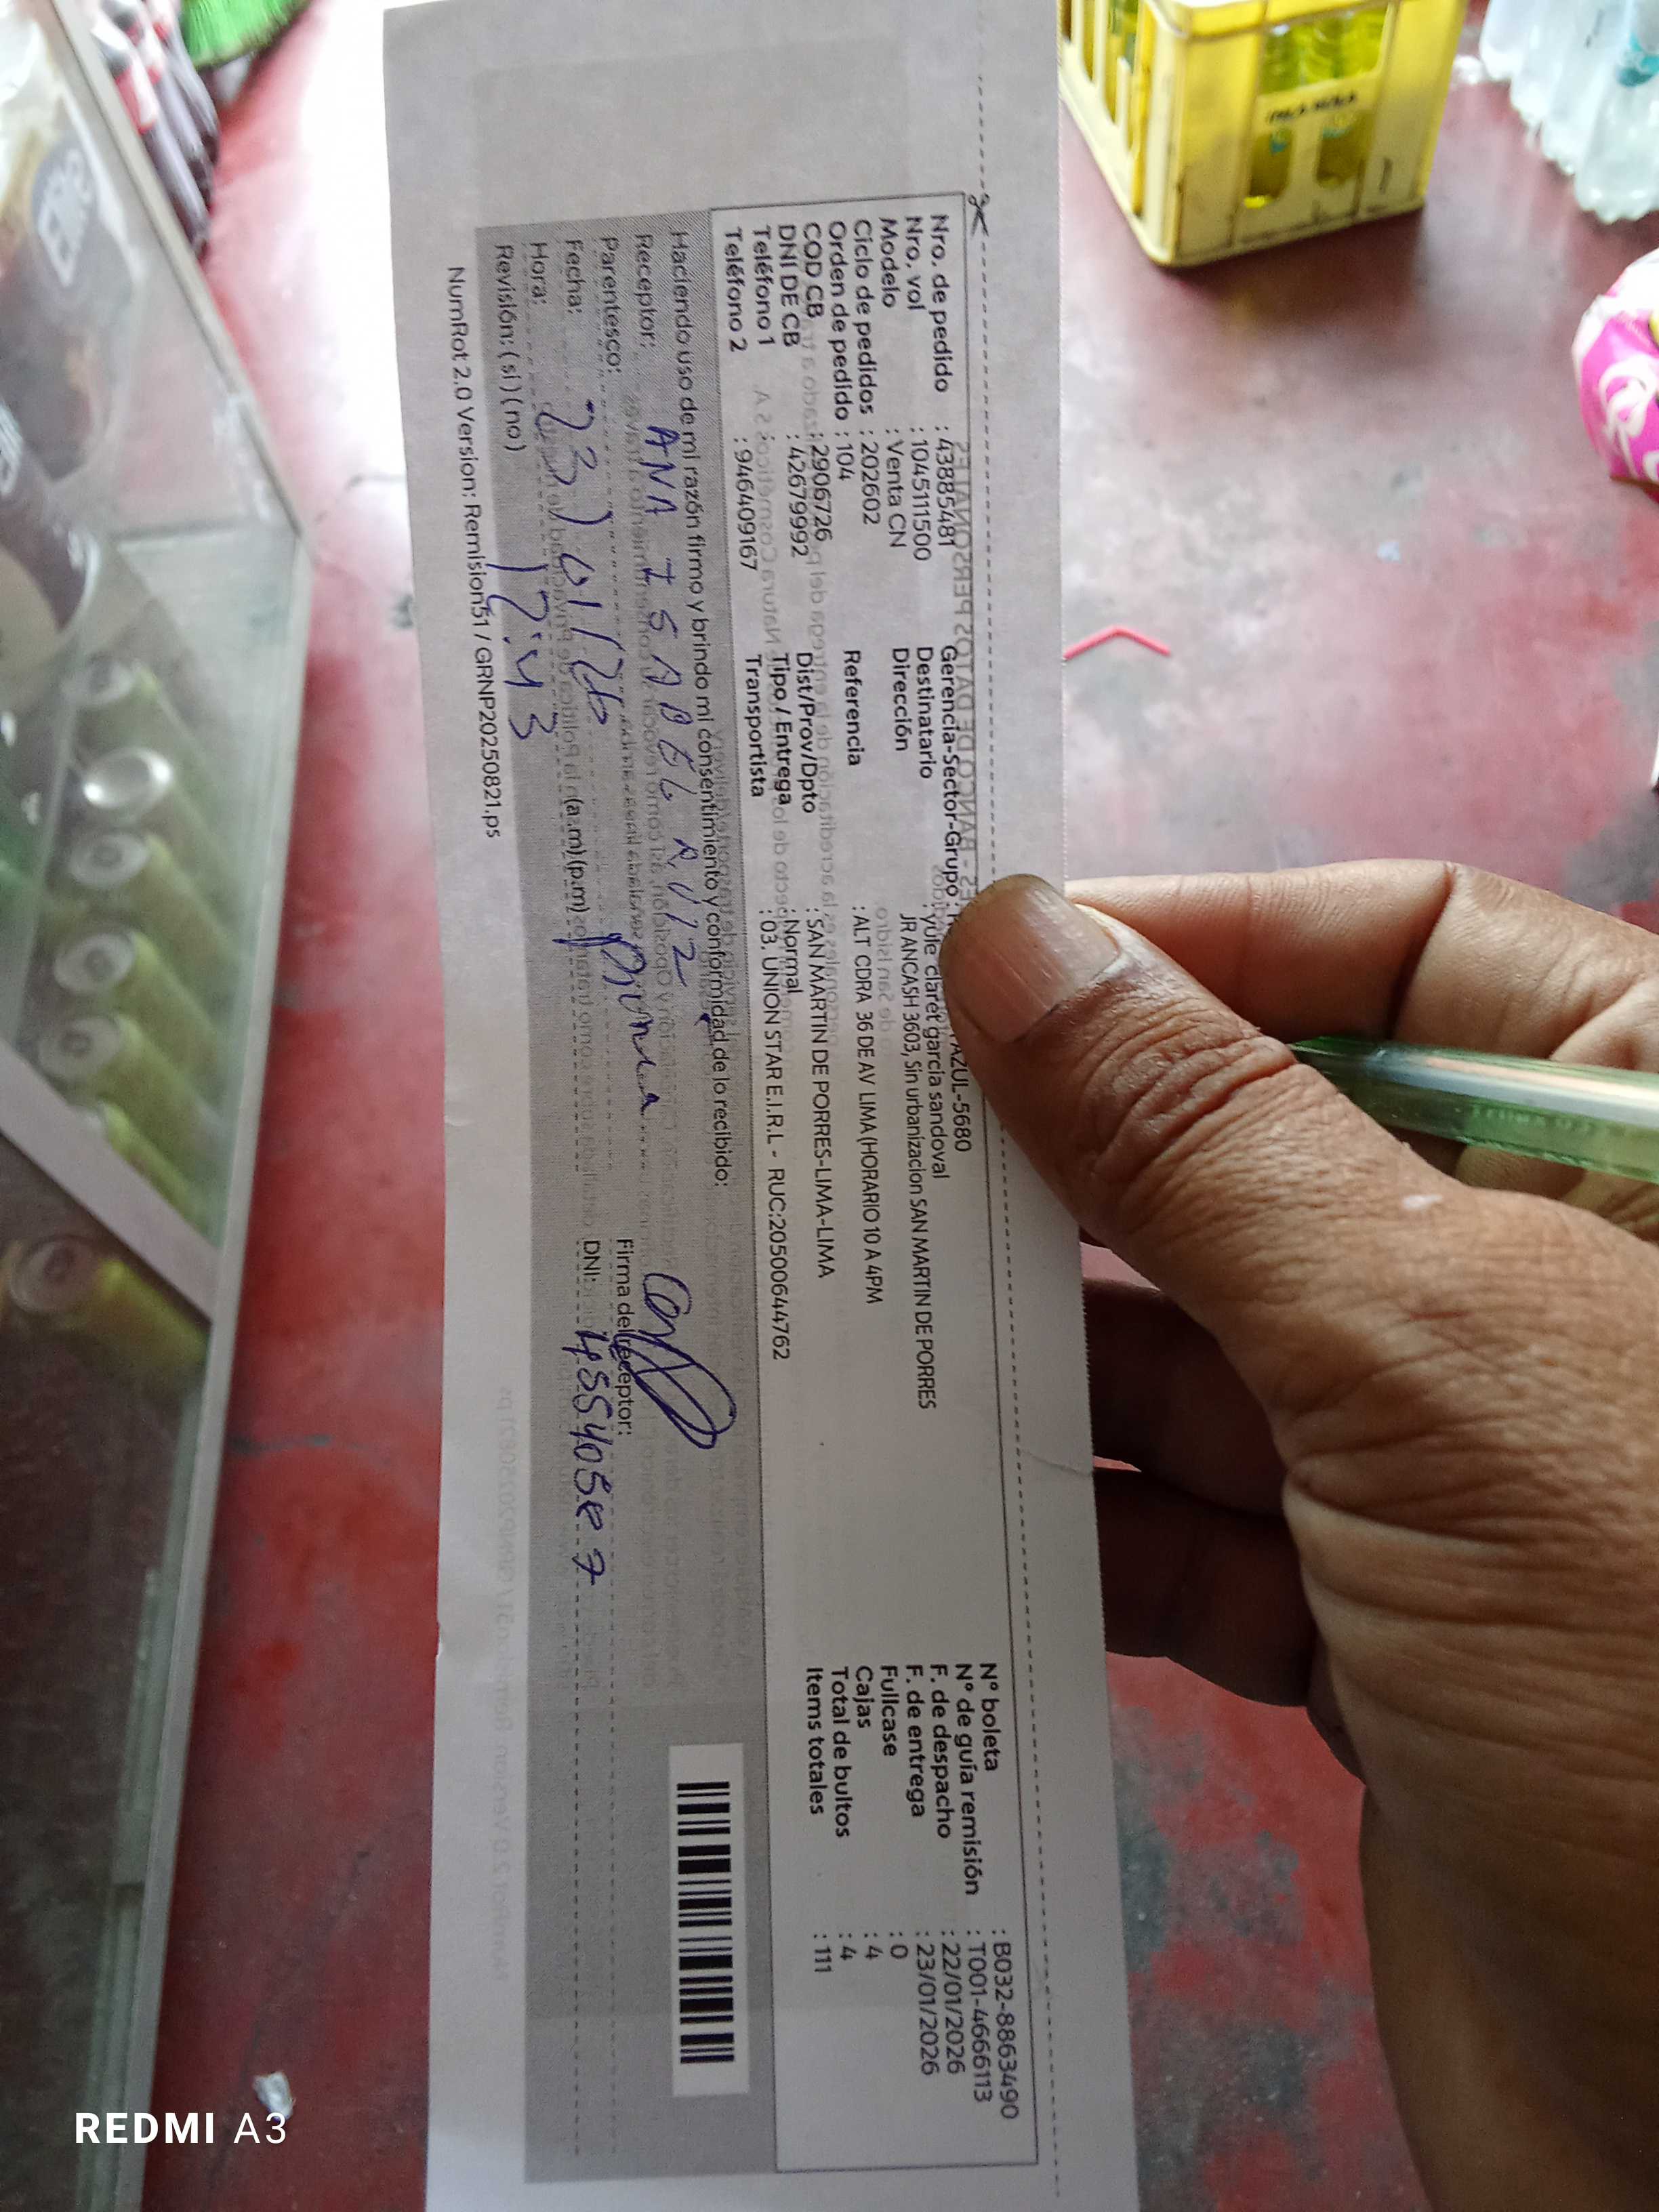 Nro. de pedido : 43885481
Nro. vol : 1045111500
Modelo : Venta CN
Ciclo de pedidos : 202602
Orden de pedido : 104
COD CB : 2906726
DNI DE CB : 42679992
Teléfono 1 :
Teléfono 2 : 946409167
Gerencia-Sector-Grupo : AZUL-5680
Destinatario : yule claret garcia sandoval
Dirección JR ANCASH 3603, Sin urbanizacion SAN MARTIN DE PORRES
Referencia : ALT CDRA 36 DE AV LIMA (HORARIO 10 A 4PM
Dist/Prov/Dpto : SAN MARTIN DE PORRES-LIMA-LIMA
Tipo / Entrega : Normal
Transportista : 03. UNION STAR E.I.R.L - RUC:20500644762
N° boleta : B032-8863490
N° de guía remisión : T001-4666113
F. de despacho : 22/01/2026
F. de entrega : 23/01/2026
Fullcase : 0
Cajas : 4
Total de bultos : 4
Items totales : 111
Haciendo uso de mi razón firmo y brindo mi consentimiento y conformidad de lo recibido:
Receptor: ANA ISABEL RUIZ
Parentesco:
Fecha: 23/01/26
Hora: 12:43 (a.m) (p.m)
Revisión: (si) (no)
Firma del receptor:
DNI:
NumRot 2.0 Version: Remision51 / GRNP20250821.ps
REDMI A3